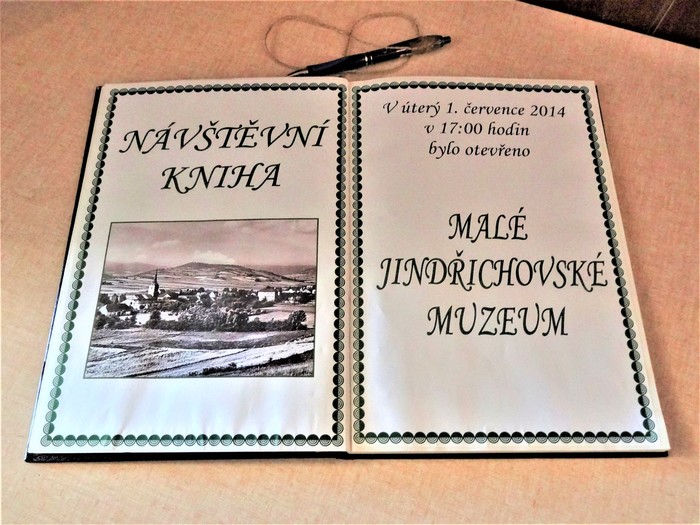 NÁVŠTĚVNÍ
KNIHA
V úterý 1. července 2014
v 17:00 hodin
bylo otevřeno
MALÉ
JINDŘICHOVSKÉ
MUZEUM